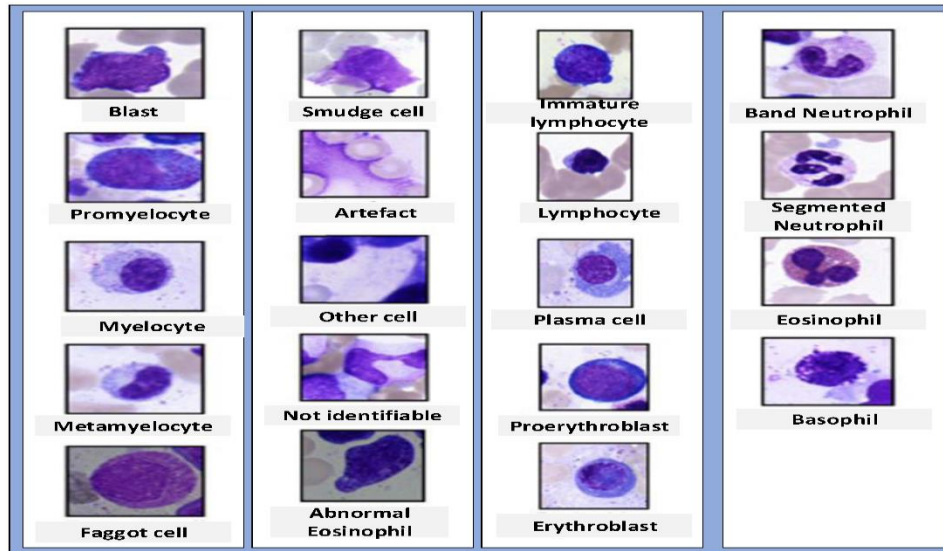 Blast
Promyelocyte
Myelocyte
Metamyelocyte
Faggot cell
Smudge cell
Artefact
Other cell
Not identifiable
Abnormal
Eosinophil
Immature
lymphocyte
Lymphocyte
Plasma cell
Proerythroblast
Erythroblast
Band Neutrophil
Segmented
Neutrophil
Eosinophil
Basophil